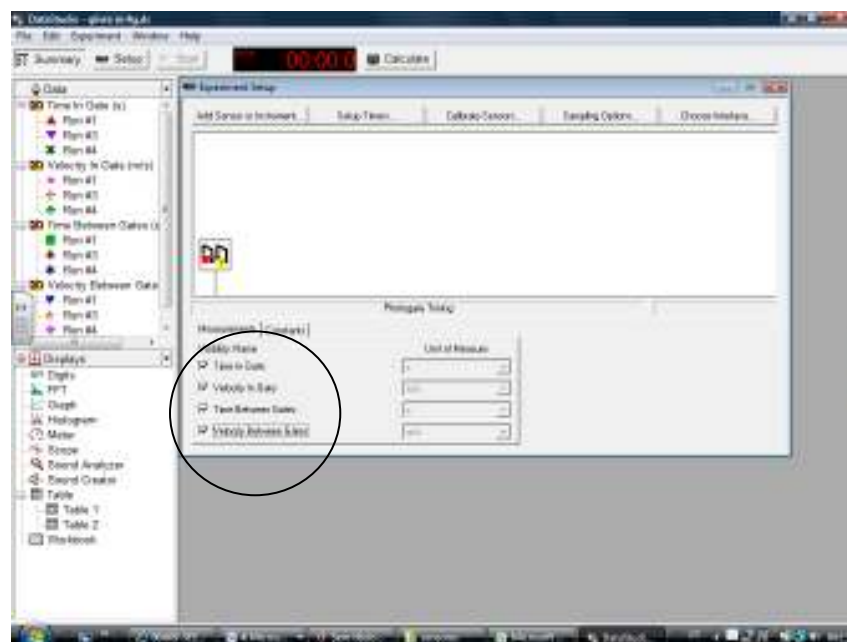 DataStudio
File Edit Experiment Window Help
Summary Setup Start 00:00.0 Calculate
Data
Time In Gate (s)
Run #1
Run #3
Run #4
Velocity In Gate (m/s)
Run #1
Run #3
Run #4
Time Between Gates (s
Run #1
Run #3
Run #4
Velocity Between Gate
Run #1
Run #3
Run #4
Displays
Digits
FFT
Graph
Histogram
Meter
Scope
Sound Analyzer
Sound Creator
Table
Table 1
Table 2
Workbook
Experiment Setup
Add Sensor or Instrument... Setup Timers... Calibrate Sensors... Sampling Options... Choose Interface...
Photogate Timing
Measurements Constants
Visibility Name Unit of Measure
Time In Gate
Velocity In Gate
Time Between Gates
Velocity Between Gates